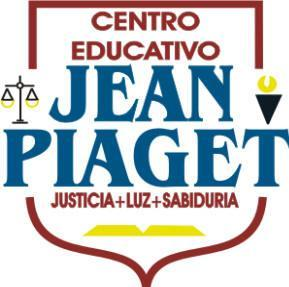 CENTRO
EDUCATIVO
JEAN
PIAGET
JUSTICIA+LUZ+SABIDURIA